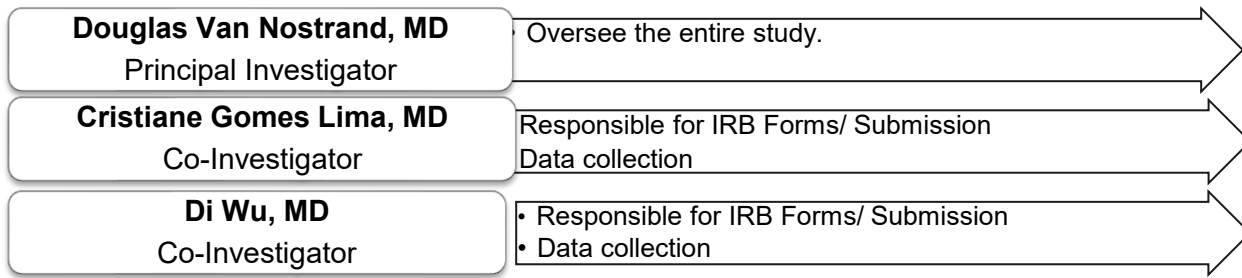 Douglas Van Nostrand, MD
Principal Investigator
• Oversee the entire study.
Cristiane Gomes Lima, MD
Co-Investigator
Responsible for IRB Forms/ Submission
Data collection
Di Wu, MD
Co-Investigator
• Responsible for IRB Forms/ Submission
• Data collection